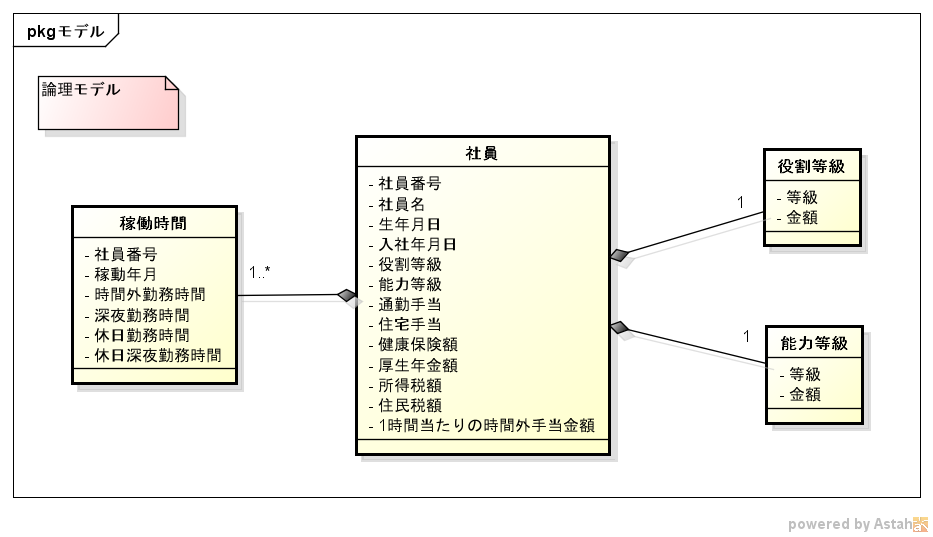 pkgモデル
論理モデル
稼働時間
- 社員番号
- 稼動年月
- 時間外勤務時間
- 深夜勤務時間
- 休日勤務時間
- 休日深夜勤務時間
1..*
社員
- 社員番号
- 社員名
- 生年月日
- 入社年月日
- 役割等級
- 能力等級
- 通勤手当
- 住宅手当
- 健康保険額
- 厚生年金額
- 所得税額
- 住民税額
- 1時間当たりの時間外手当金額
1
役割等級
- 等級
- 金額
1
能力等級
- 等級
- 金額
powered by Astah